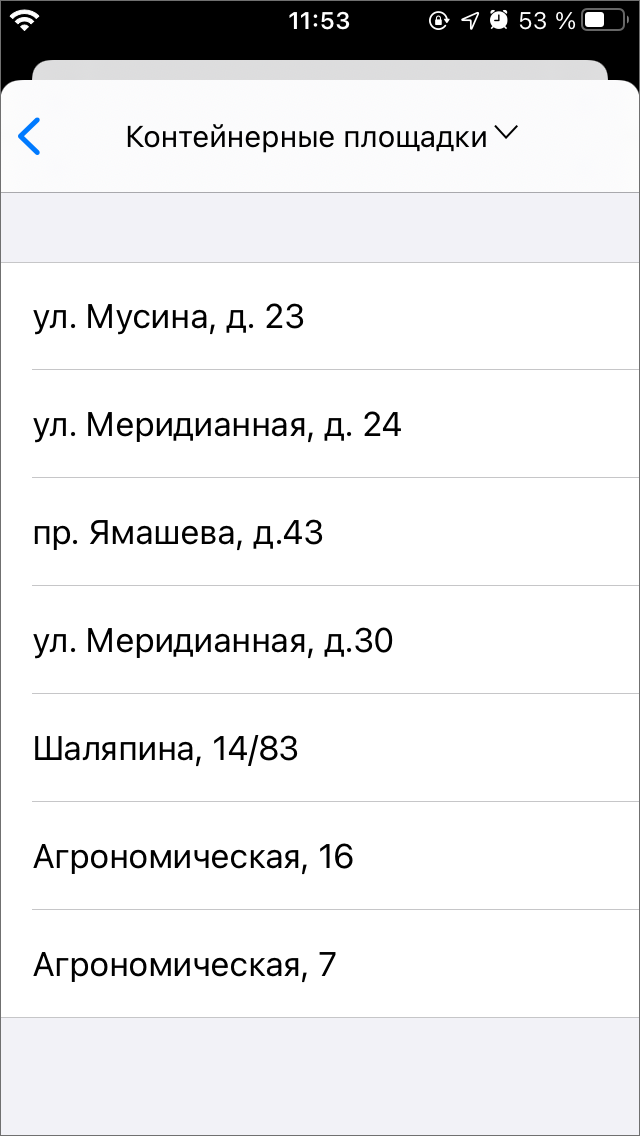 11:53
53 %
Контейнерные площадки
ул. Мусина, д. 23
ул. Меридианная, д. 24
пр. Ямашева, д.43
ул. Меридианная, д.30
Шаляпина, 14/83
Агрономическая, 16
Агрономическая, 7